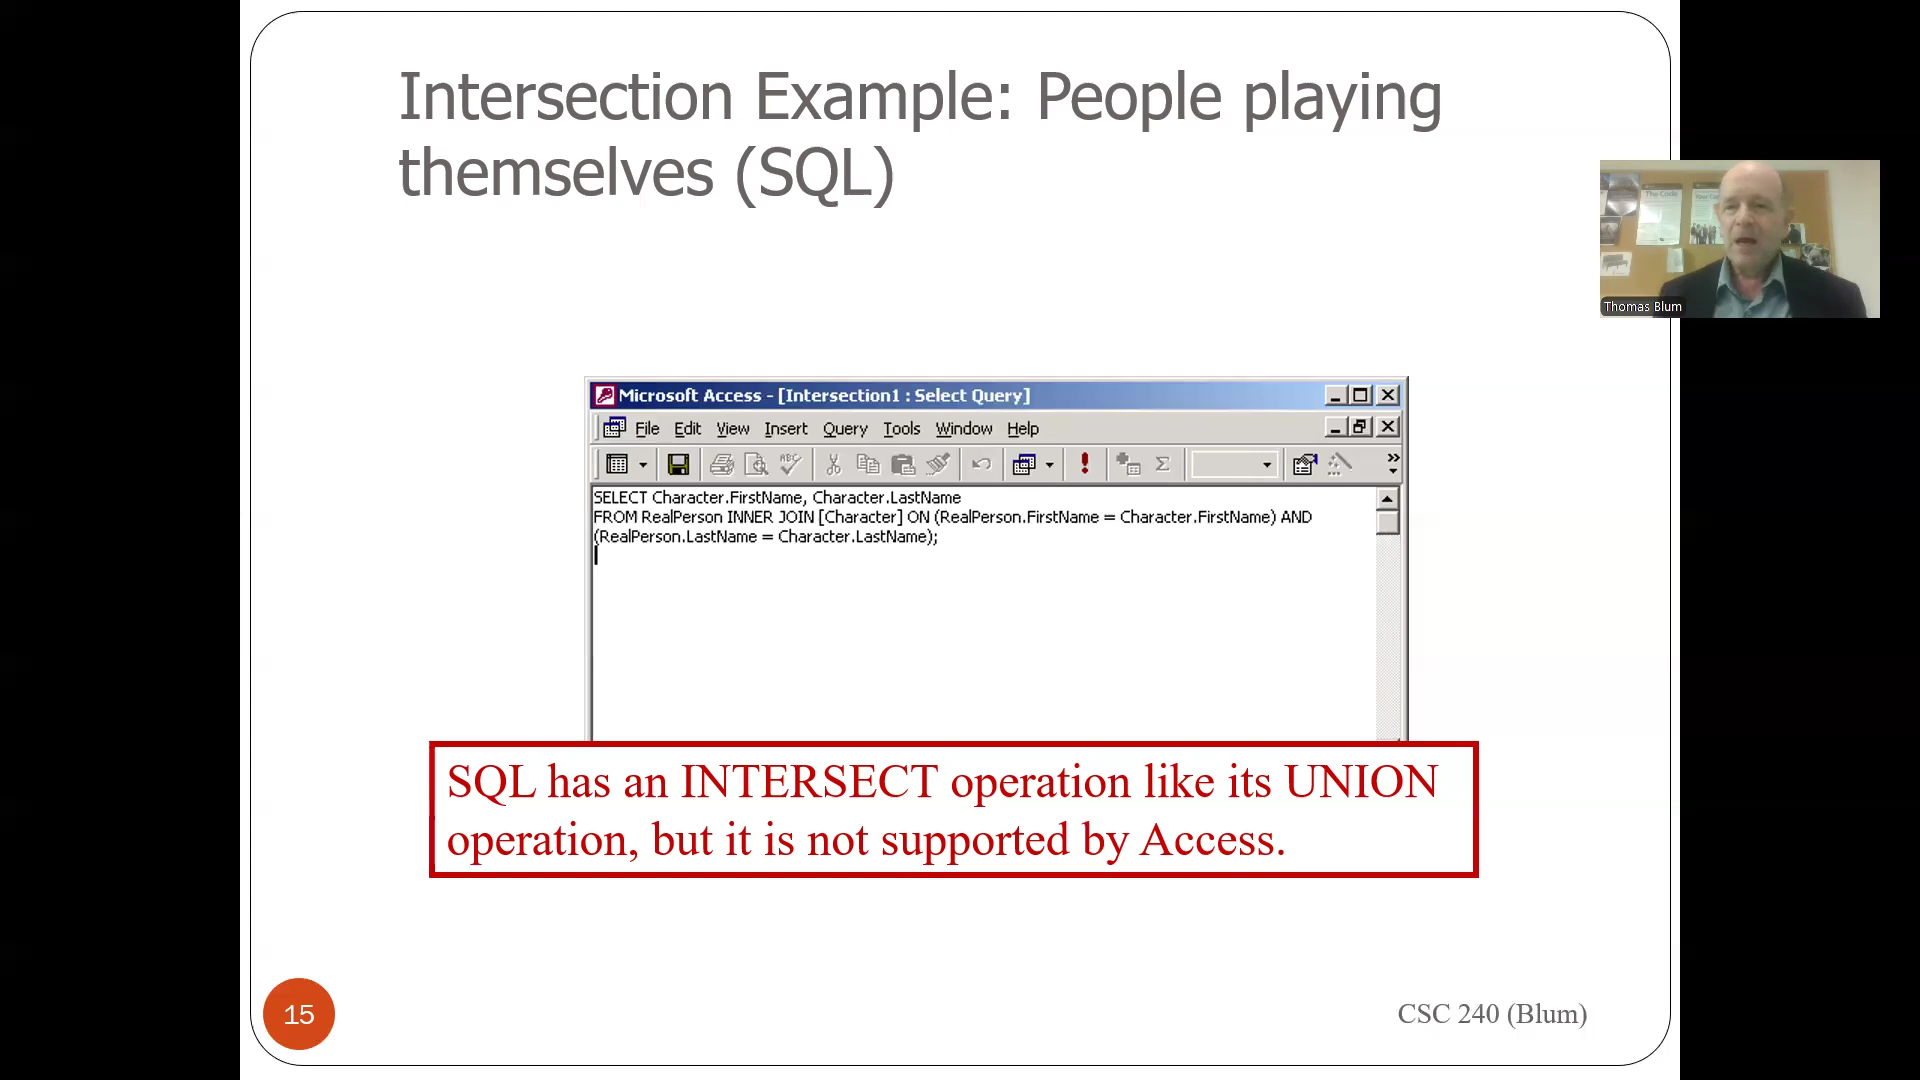 Intersection Example: People playing
themselves (SQL)
The Code
Thomas Blum
Microsoft Access - [Intersection1 : Select Query]
File Edit View Insert Query Tools Window Help
SELECT Character.FirstName, Character.LastName
FROM RealPerson INNER JOIN [Character] ON (RealPerson.FirstName = Character.FirstName) AND
(RealPerson.LastName = Character.LastName);
SQL has an INTERSECT operation like its UNION
operation, but it is not supported by Access.
15
CSC 240 (Blum)